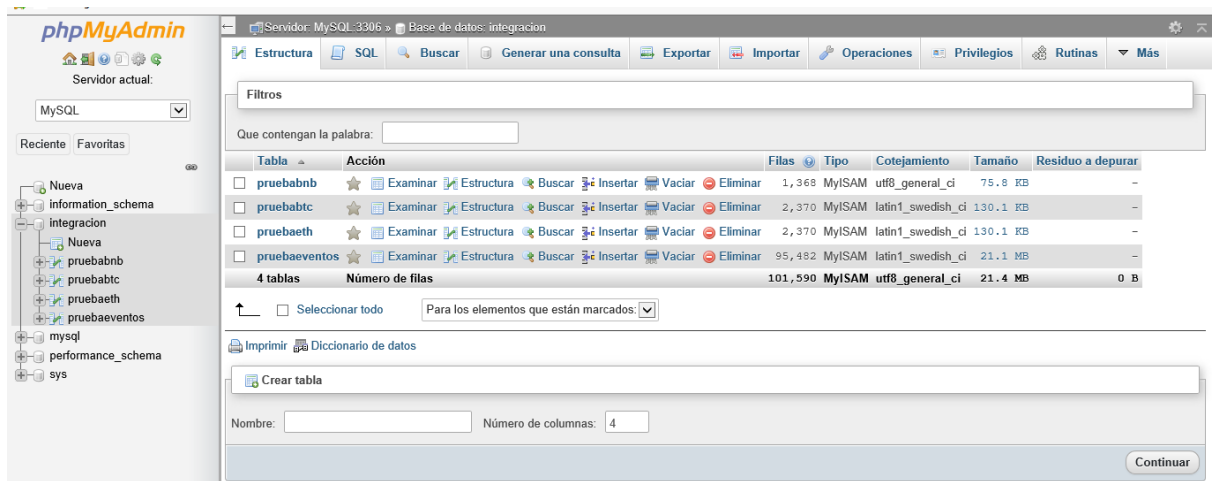 phpMyAdmin
Servidor actual:
MySQL
Reciente Favoritas
Nueva
information_schema
integracion
Nueva
pruebabnb
pruebabtc
pruebaeth
pruebaeventos
mysql
performance_schema
sys
Servidor: MySQL:3306 » Base de datos: integracion
Estructura SQL Buscar Generar una consulta Exportar Importar Operaciones Privilegios Rutinas Más
Filtros
Que contengan la palabra:
Tabla Acción Filas Tipo Cotejamiento Tamaño Residuo a depurar
pruebabnb Examinar Estructura Buscar Insertar Vaciar Eliminar 1,368 MyISAM utf8_general_ci 75.8 KB -
pruebabtc Examinar Estructura Buscar Insertar Vaciar Eliminar 2,370 MyISAM latin1_swedish_ci 130.1 KB -
pruebaeth Examinar Estructura Buscar Insertar Vaciar Eliminar 2,370 MyISAM latin1_swedish_ci 130.1 KB -
pruebaeventos Examinar Estructura Buscar Insertar Vaciar Eliminar 95,482 MyISAM latin1_swedish_ci 21.1 MB -
4 tablas Número de filas 101,590 MyISAM utf8_general_ci 21.4 MB 0 B
Seleccionar todo Para los elementos que están marcados:
Imprimir Diccionario de datos
Crear tabla
Nombre: Número de columnas: 4
Continuar